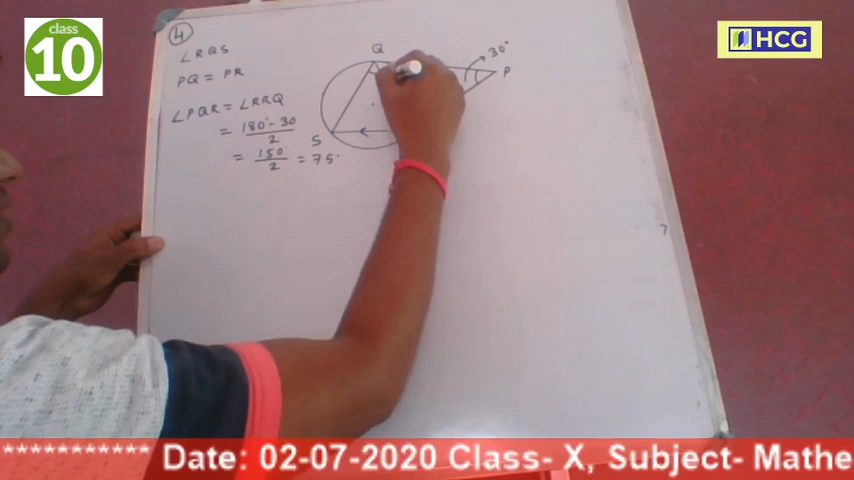 class
10
HCG
4
∠RQS
PQ = PR
∠PQR = ∠RRQ
= 180° - 30 / 2
= 150° / 2 = 75°
Q
30°
P
S
*********** Date: 02-07-2020 Class- X, Subject- Mathe